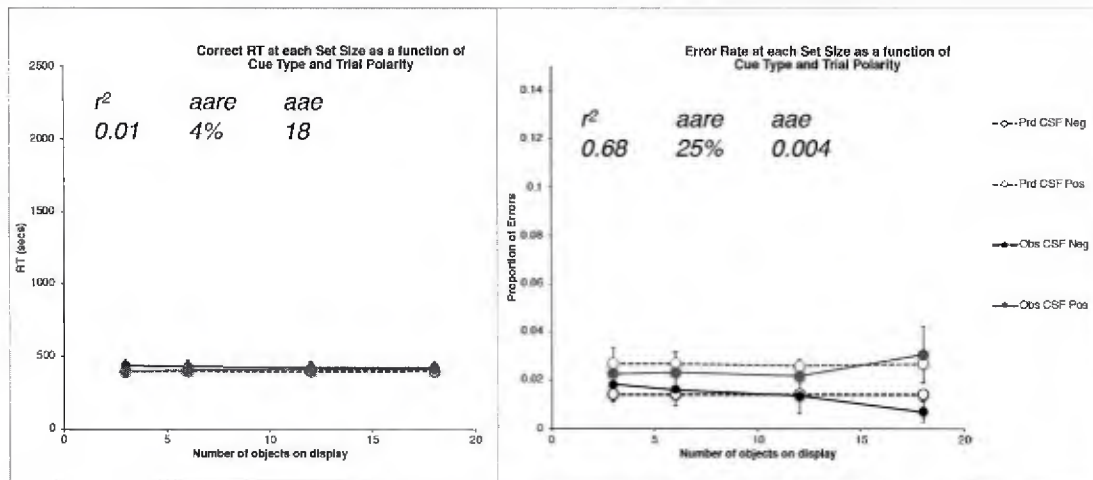 Correct RT at each Set Size as a function of
Cue Type and Trial Polarity
2500
2000
1500
1000
500
0
RT (secs)
r² aare aae
0.01 4% 18
0 5 10 15 20
Number of objects on display
Error Rate at each Set Size as a function of
Cue Type and Trial Polarity
0.14
0.12
0.1
0.08
0.06
0.04
0.02
0
Proportion of Errors
r² aare aae
0.68 25% 0.004
0 5 10 15 20
Number of objects on display
Prd CSF Neg
Prd CSF Pos
Obs CSF Neg
Obs CSF Pos